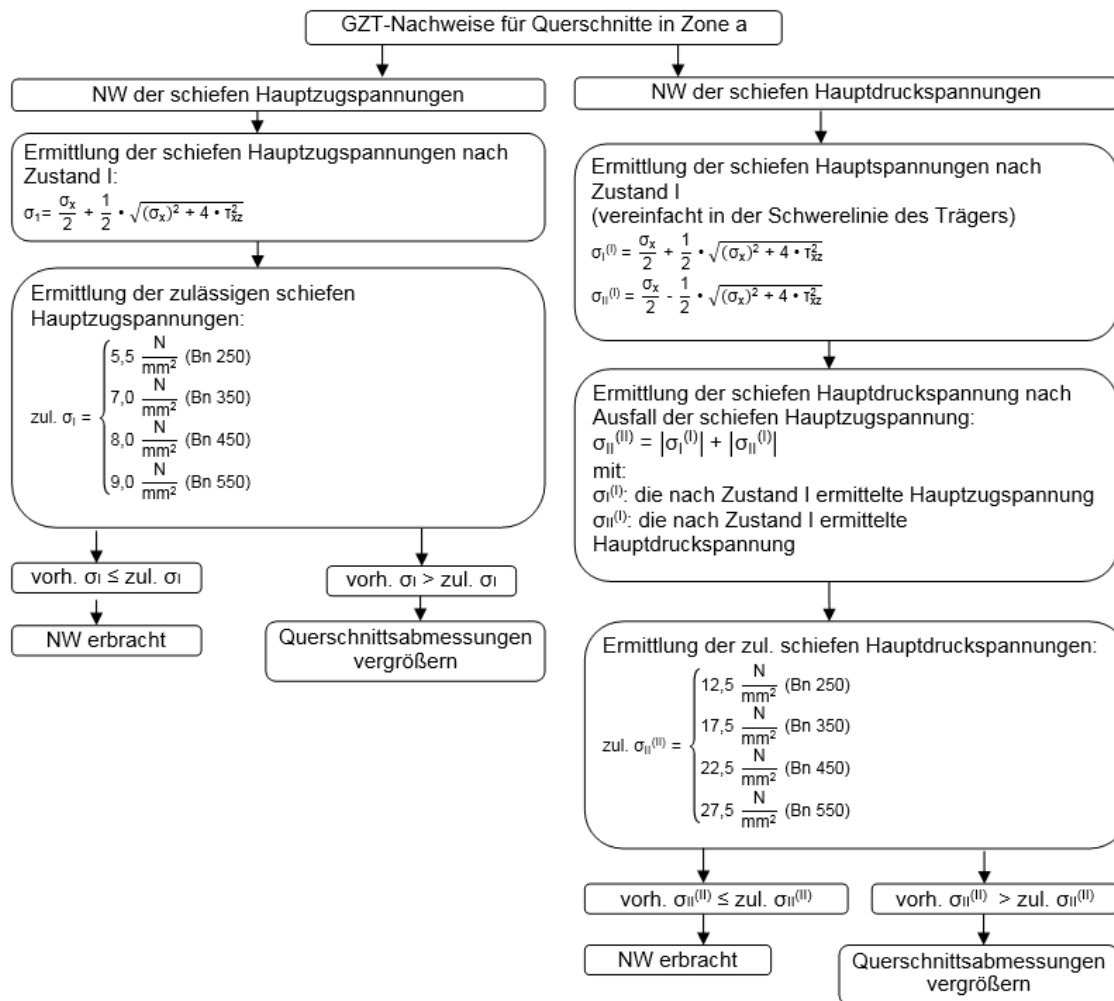 GZT-Nachweise für Querschnitte in Zone a
NW der schiefen Hauptzugspannungen
Ermittlung der schiefen Hauptzugspannungen nach
Zustand I:
σ₁= σₓ/2 + 1/2 • √((σₓ)² + 4 • τ²ₓz)
Ermittlung der zulässigen schiefen
Hauptzugspannungen:
zul. σI = {
5,5 N/mm² (Bn 250)
7,0 N/mm² (Bn 350)
8,0 N/mm² (Bn 450)
9,0 N/mm² (Bn 550)
vorh. σI ≤ zul. σI
NW erbracht
vorh. σI > zul. σI
Querschnittsabmessungen
vergrößern
NW der schiefen Hauptdruckspannungen
Ermittlung der schiefen Hauptspannungen nach
Zustand I
(vereinfacht in der Schwerelinie des Trägers)
σI⁽ᴵ⁾ = σₓ/2 + 1/2 • √((σₓ)² + 4 • τ²ₓz)
σII⁽ᴵ⁾ = σₓ/2 - 1/2 • √((σₓ)² + 4 • τ²ₓz)
Ermittlung der schiefen Hauptdruckspannung nach
Ausfall der schiefen Hauptzugspannung:
σII⁽ᴵᴵ⁾ = |σI⁽ᴵ⁾| + |σII⁽ᴵ⁾|
mit:
σI⁽ᴵ⁾: die nach Zustand I ermittelte Hauptzugspannung
σII⁽ᴵ⁾: die nach Zustand I ermittelte
Hauptdruckspannung
Ermittlung der zul. schiefen Hauptdruckspannungen:
zul. σII⁽ᴵᴵ⁾ = {
12,5 N/mm² (Bn 250)
17,5 N/mm² (Bn 350)
22,5 N/mm² (Bn 450)
27,5 N/mm² (Bn 550)
vorh. σII⁽ᴵᴵ⁾ ≤ zul. σII⁽ᴵᴵ⁾
NW erbracht
vorh. σII⁽ᴵᴵ⁾ > zul. σII⁽ᴵᴵ⁾
Querschnittsabmessungen
vergrößern